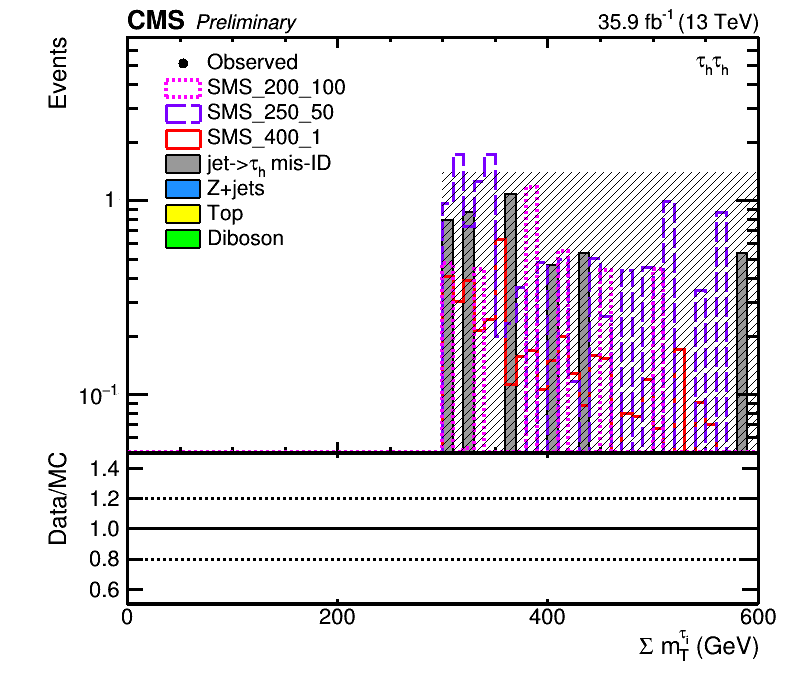 CMS Preliminary 35.9 fb⁻¹ (13 TeV)
Events
τₕτₕ
Observed
SMS_200_100
SMS_250_50
SMS_400_1
jet->τₕ mis-ID
Z+jets
Top
Diboson
1
10⁻¹
Data/MC
1.4
1.2
1.0
0.8
0.6
0 200 400 600
Σ m_T^{τ_i} (GeV)